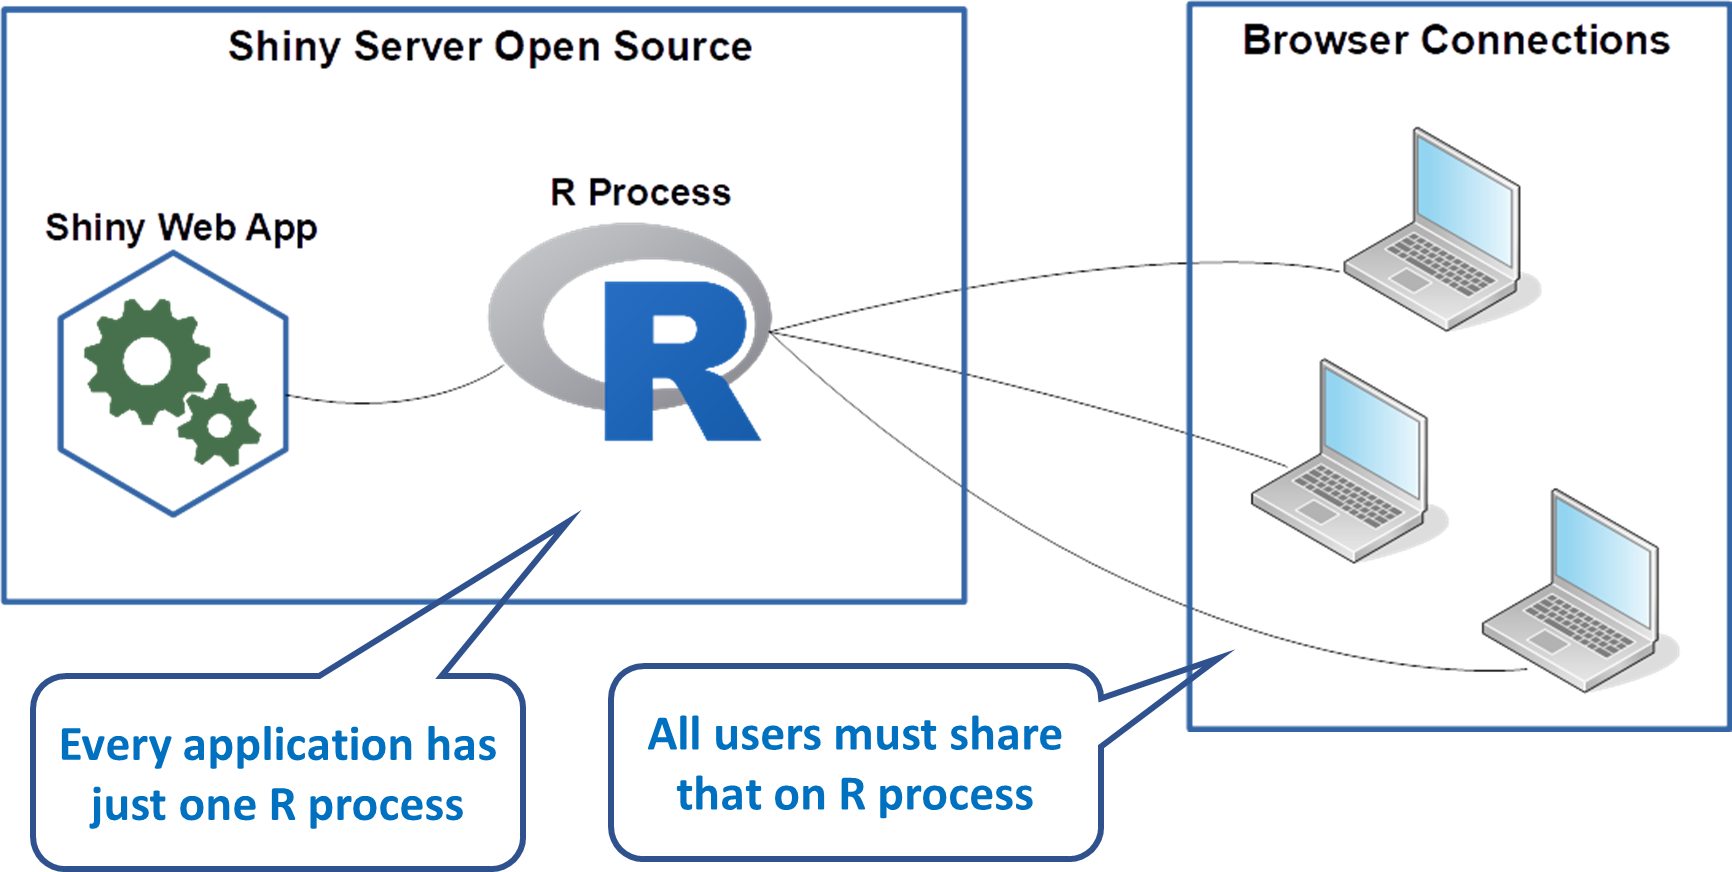 Shiny Server Open Source
Browser Connections
R Process
Shiny Web App
R
Every application has
just one R process
All users must share
that on R process